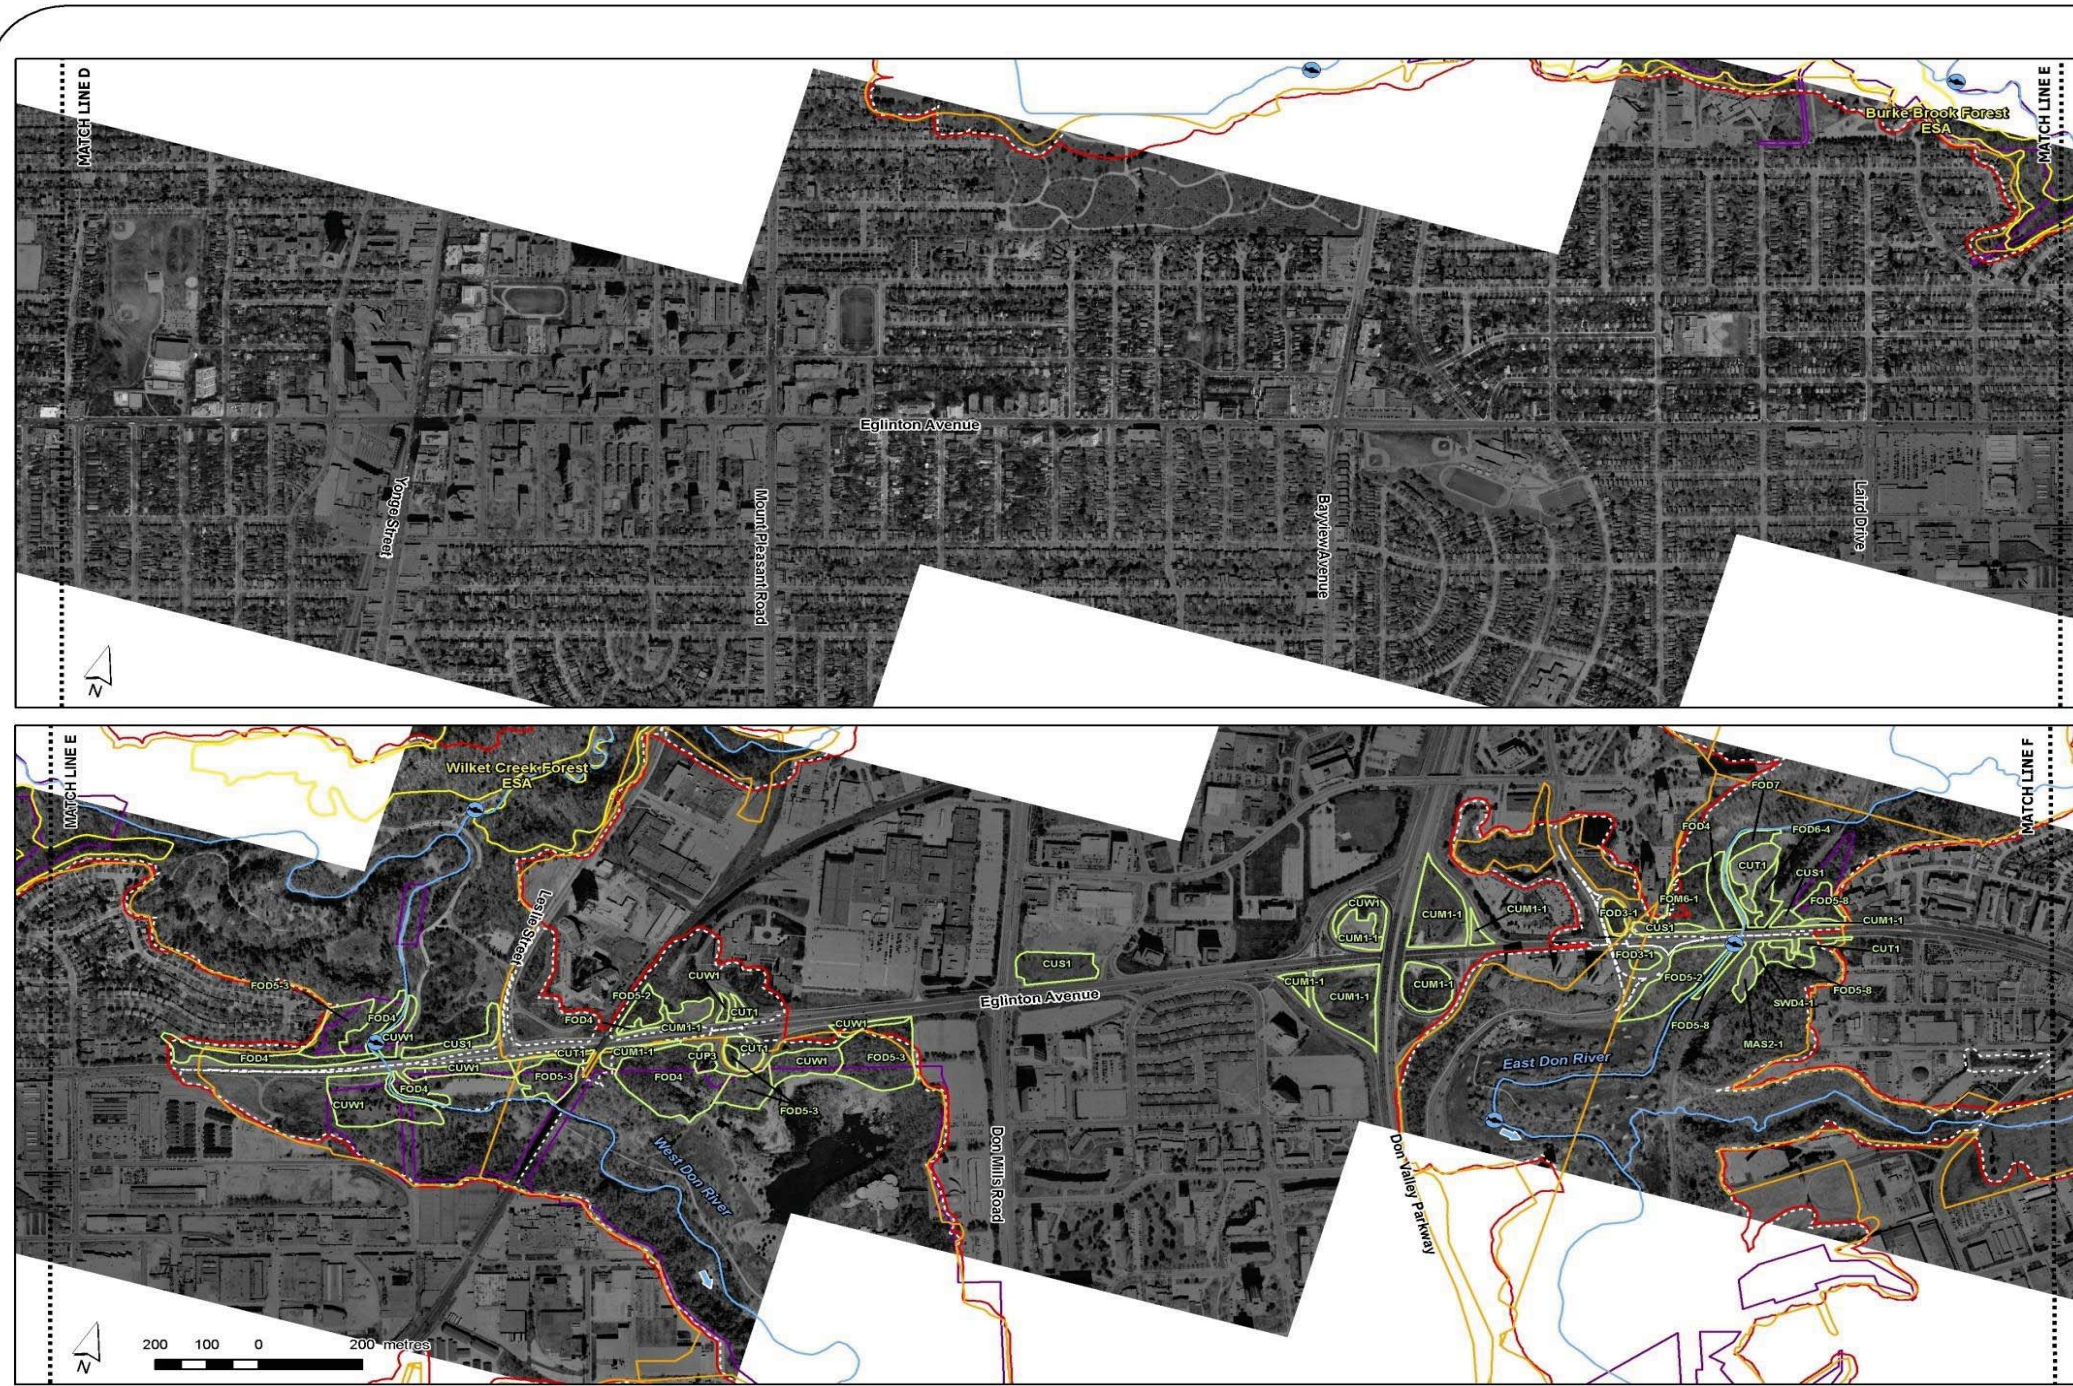 MATCH LINE D
MATCH LINE E
Burke Brook Forest
ESA
Eglinton Avenue
Yonge Street
Mount Pleasant Road
Bayview Avenue
Laird Drive
N
MATCH LINE E
MATCH LINE F
Wilket Creek Forest
ESA
Leslie Street
FOD7
FOD4
FOD6-4
CUT1
CUS1
FOD5-8
CUM1-1
CUT1
FOM6-1
FOD3-1
CUS1
CUW1
CUM1-1
CUM1-1
CUM1-1
FOD3-1
FOD5-2
SWD4-1
FOD5-8
FOD5-8
MAS2-1
CUS1
CUM1-1
CUM1-1
CUM1-1
Eglinton Avenue
FOD5-3
FOD4
CUW1
CUS1
FOD4
CUW1
FOD4
CUW1
FOD5-2
CUW1
FOD4
CUT1
CUM1-1
CUW1
CUT1
CUM1-1
CUP3
CUT1
CUW1
FOD5-3
FOD5-3
FOD4
FOD5-3
East Don River
West Don River
Don Mills Road
Don Valley Parkway
N
200 100 0 200 metres